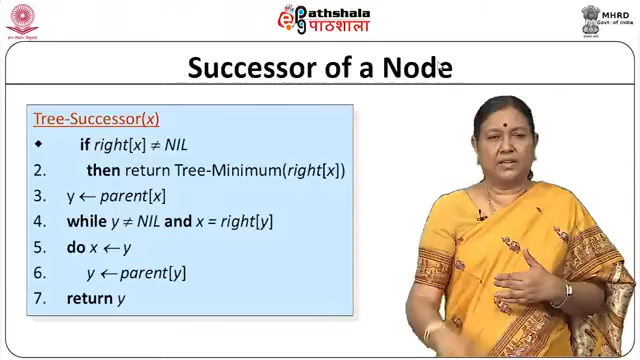 ePathshala
पाठशाला
MHRD
Govt. of India
Successor of a Node
Tree-Successor(x)
◆ if right[x] ≠ NIL
2. then return Tree-Minimum(right[x])
3. y ← parent[x]
4. while y ≠ NIL and x = right[y]
5. do x ← y
6. y ← parent[y]
7. return y